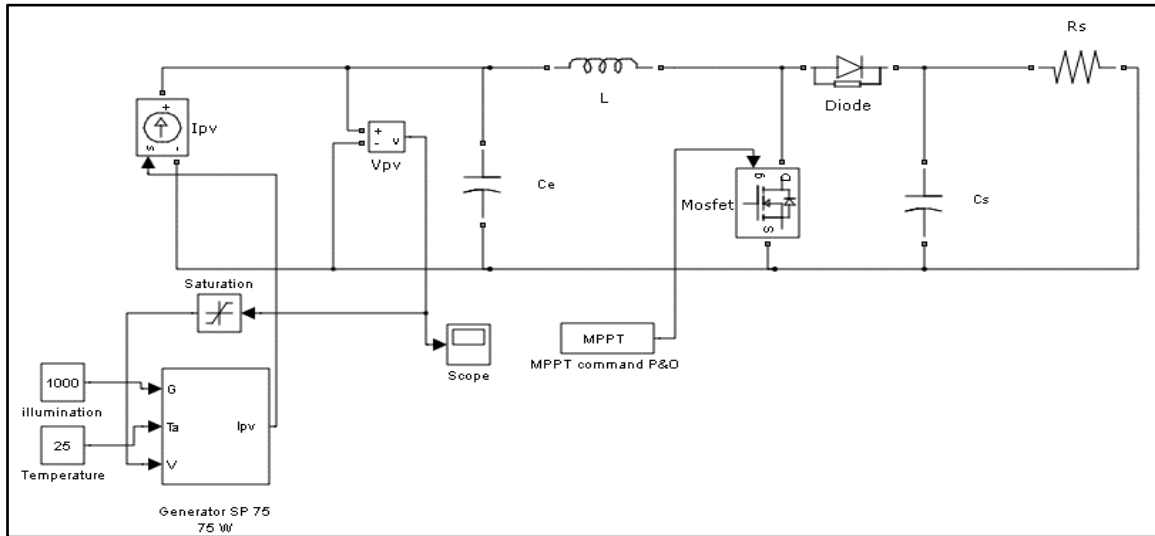 Rs
L
Diode
+
Ipv
s
-
+
-
v
Vpv
Ce
g
D
Mosfet
S
Cs
Saturation
MPPT
MPPT command P&O
Scope
1000
illumination
25
Temperature
G
Ta
V
Ipv
Generator SP 75
75 W